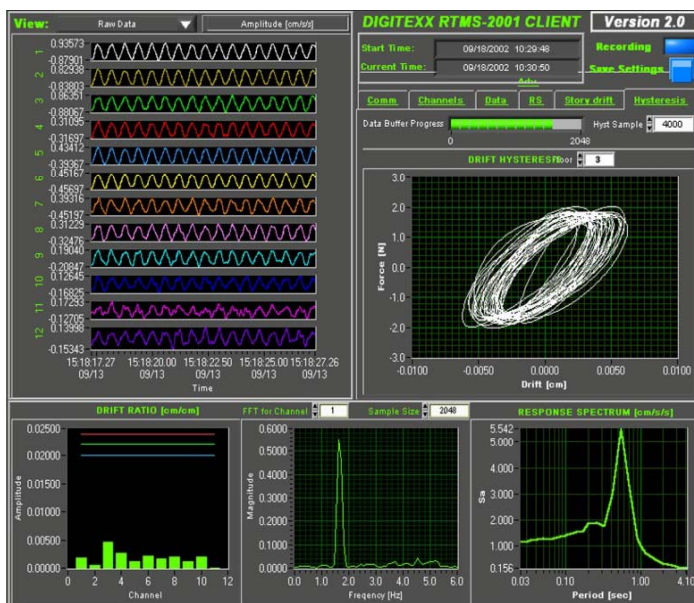 View:
Raw Data
Amplitude [cm/s/s]
DIGITEXX RTMS-2001 CLIENT
Version 2.0
Start Time:
09/18/2002 10:29:48
Recording
Current Time:
09/18/2002 10:30:50
Save Settings
Adv
Comm
Channels
Data
RS
Story drift
Hysteresis
Data Buffer Progress
0
2048
Hyst Sample
4000
DRIFT HYSTERESIS
floor
3
1
0.93573
-0.87901
2
0.82938
-0.83803
3
0.86351
-0.88067
4
0.31095
-0.31697
5
0.43412
-0.39367
6
0.45167
-0.45697
7
0.39316
-0.45197
8
0.31229
-0.32476
9
0.19040
-0.20847
10
0.12645
-0.16825
11
0.17233
-0.12705
12
0.13998
-0.15343
15:18:17.27 15:18:20.00 15:18:22.50 15:18:25.00 15:18:27.26
09/13 09/13 09/13 09/13 09/13
Time
Force [N]
3.0
2.0
1.0
0.0
-1.0
-2.0
-3.0
-0.0100 -0.0050 0.0000 0.0050 0.0100
Drift [cm]
DRIFT RATIO [cm/cm]
Amplitude
0.02500
0.02000
0.01500
0.01000
0.00500
0.00000
0 2 4 6 8 10 12
Channel
FFT for Channel
1
Sample Size
2048
Magnitude
0.6000
0.5000
0.4000
0.3000
0.2000
0.1000
0.0000
0.0 1.0 2.0 3.0 4.0 5.0 6.0
Freqency [Hz]
RESPONSE SPECTRUM [cm/s/s]
Sa
5.542
5.000
4.000
3.000
2.000
1.000
0.156
0.03 0.10 1.00 4.10
Period [sec]